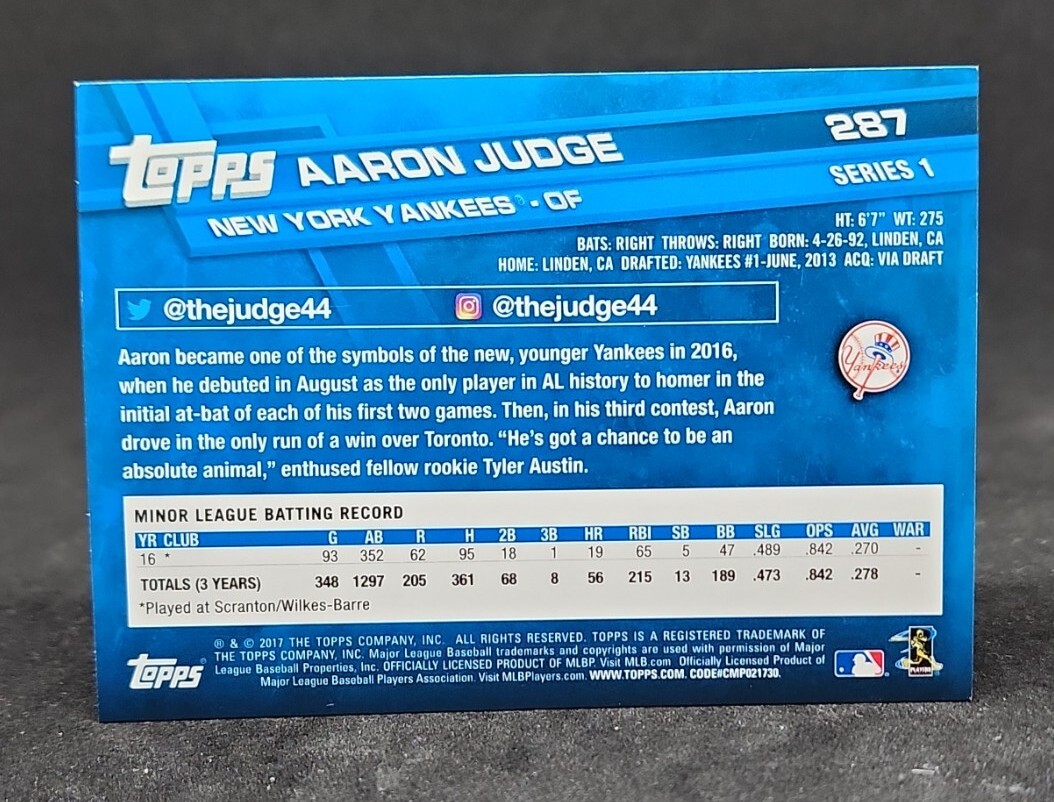 topps AARON JUDGE 287
NEW YORK YANKEES® - OF SERIES 1
HT: 6'7" WT: 275
BATS: RIGHT THROWS: RIGHT BORN: 4-26-92, LINDEN, CA
HOME: LINDEN, CA DRAFTED: YANKEES #1-JUNE, 2013 ACQ: VIA DRAFT
@thejudge44 @thejudge44
Yankees
Aaron became one of the symbols of the new, younger Yankees in 2016,
when he debuted in August as the only player in AL history to homer in the
initial at-bat of each of his first two games. Then, in his third contest, Aaron
drove in the only run of a win over Toronto. “He’s got a chance to be an
absolute animal,” enthused fellow rookie Tyler Austin.
MINOR LEAGUE BATTING RECORD
YR CLUB G AB R H 2B 3B HR RBI SB BB SLG OPS AVG WAR
16 * 93 352 62 95 18 1 19 65 5 47 .489 .842 .270 -
TOTALS (3 YEARS) 348 1297 205 361 68 8 56 215 13 189 .473 .842 .278 -
*Played at Scranton/Wilkes-Barre
® & © 2017 THE TOPPS COMPANY, INC. ALL RIGHTS RESERVED. TOPPS IS A REGISTERED TRADEMARK OF
THE TOPPS COMPANY, INC. Major League Baseball trademarks and copyrights are used with permission of Major
League Baseball Properties, Inc. OFFICIALLY LICENSED PRODUCT OF MLBP. Visit MLB.com Officially Licensed Product of
Major League Baseball Players Association. Visit MLBPlayers.com. WWW.TOPPS.COM. CODE#CMP021730.
topps®
PLAYERS